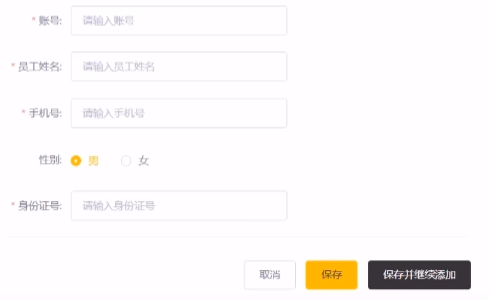 * 账号: 请输入账号
* 员工姓名: 请输入员工姓名
* 手机号: 请输入手机号
性别: 男 女
* 身份证号: 请输入身份证号
取消 保存 保存并继续添加